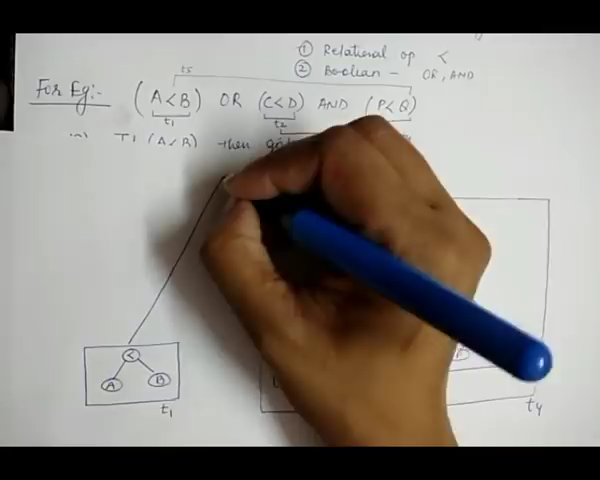 ① Relational op <
② Boolean - OR, AND
t5
For Eg:- (A<B) OR (C<D) AND (P<Q)
t1 t2
T1 (A<B) then
<
A B
t1
t4